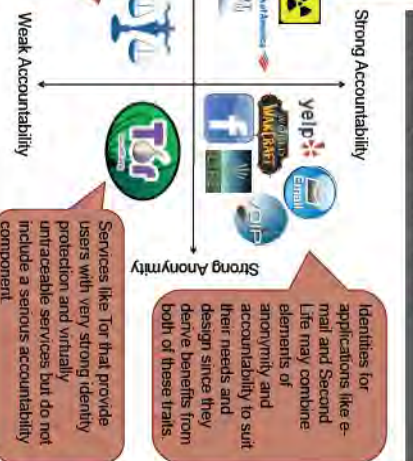 Strong Accountability
Weak Accountability
Strong Anonymity
of America
yelp
WARCRAFT
Email
f
VOIP
Tor
Identities for
applications like e-
mail and Second
Life may combine
elements of
anonymity and
accountability to suit
their needs and
design since they
derive benefits from
both of these traits.
Services like Tor that provide
users with very strong identity
protection and virtually
untraceable services but do not
include a serious accountability
component